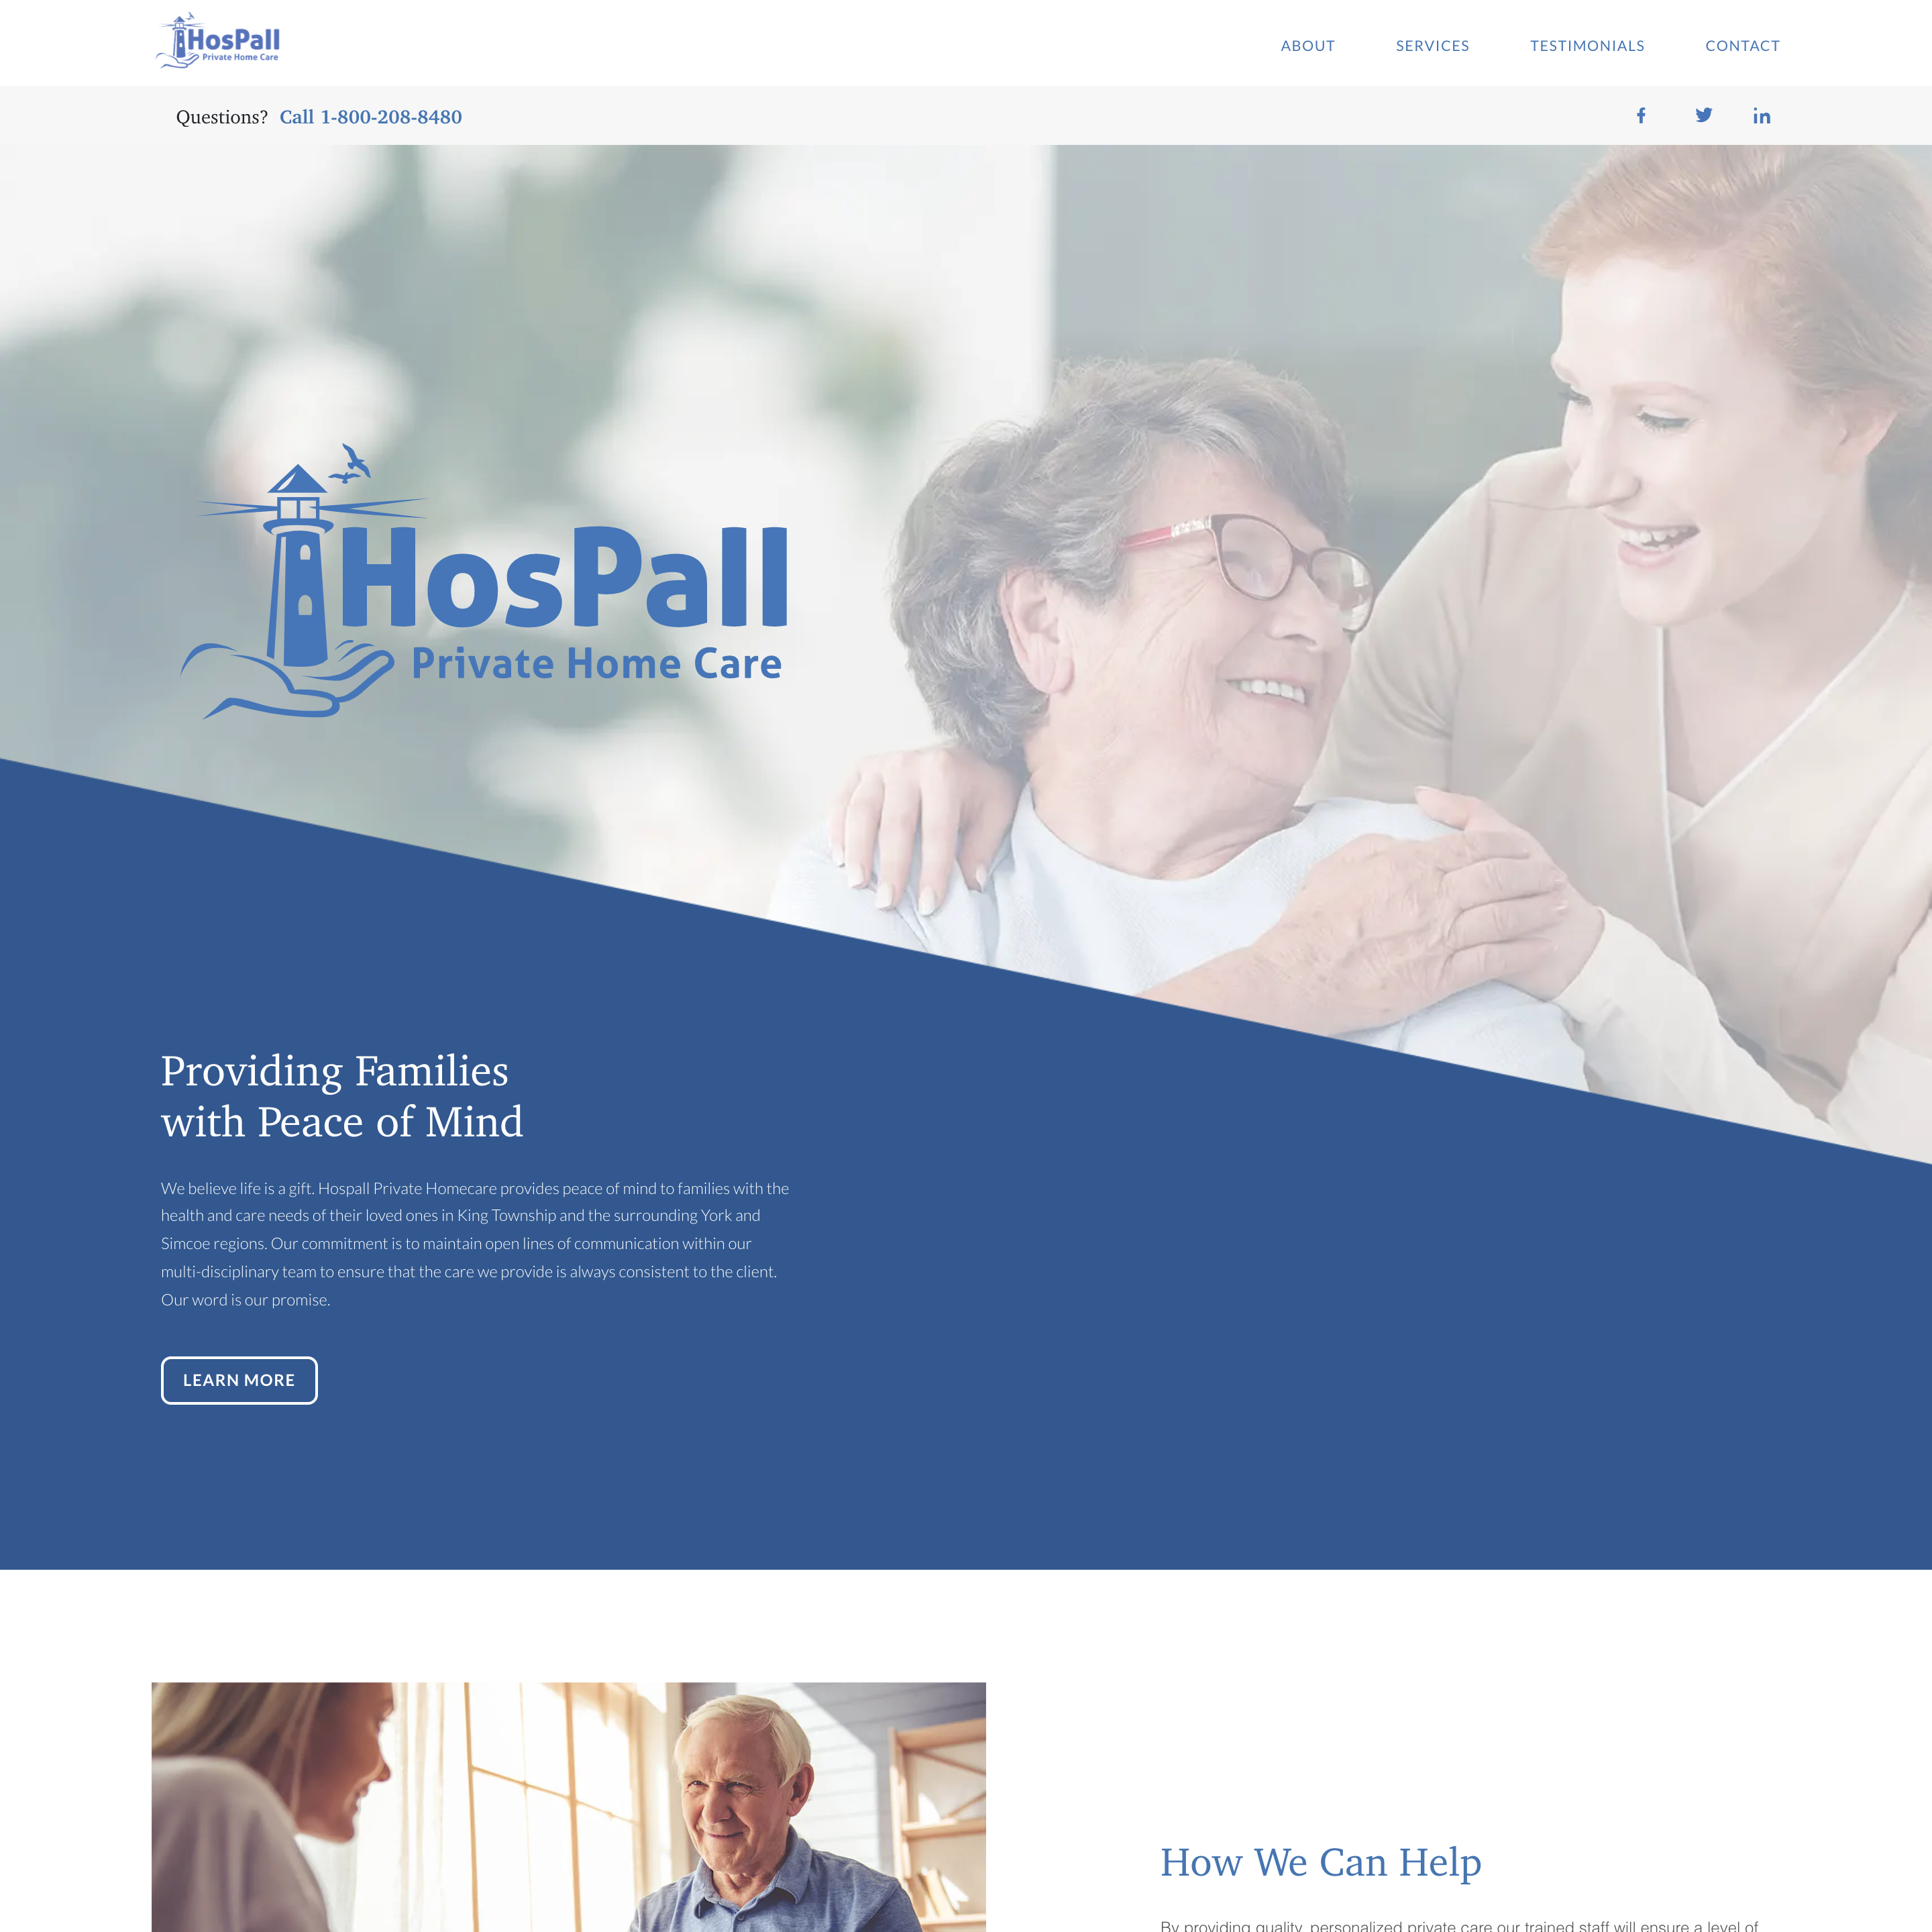 HosPall
Private Home Care
ABOUT SERVICES TESTIMONIALS CONTACT
Questions? Call 1-800-208-8480
HosPall
Private Home Care
Providing Families
with Peace of Mind
We believe life is a gift. Hospall Private Homecare provides peace of mind to families with the
health and care needs of their loved ones in King Township and the surrounding York and
Simcoe regions. Our commitment is to maintain open lines of communication within our
multi-disciplinary team to ensure that the care we provide is always consistent to the client.
Our word is our promise.
LEARN MORE
How We Can Help
By providing quality, personalized private care our trained staff will ensure a level of